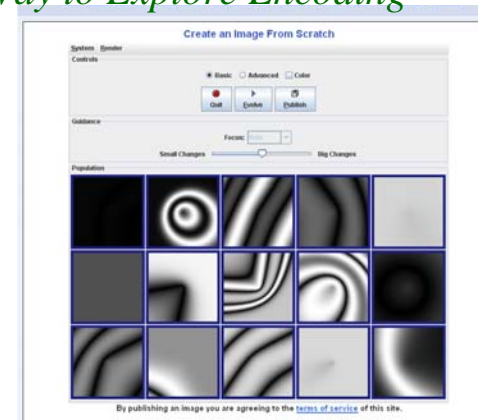 Way to Explore Encoding
Create an Image From Scratch
System Render
Controls
Basic Advanced Color
Quit Evolve Publish
Guidance
Focus:
Small Changes Big Changes
Population
By publishing an image you are agreeing to the terms of service of this site.